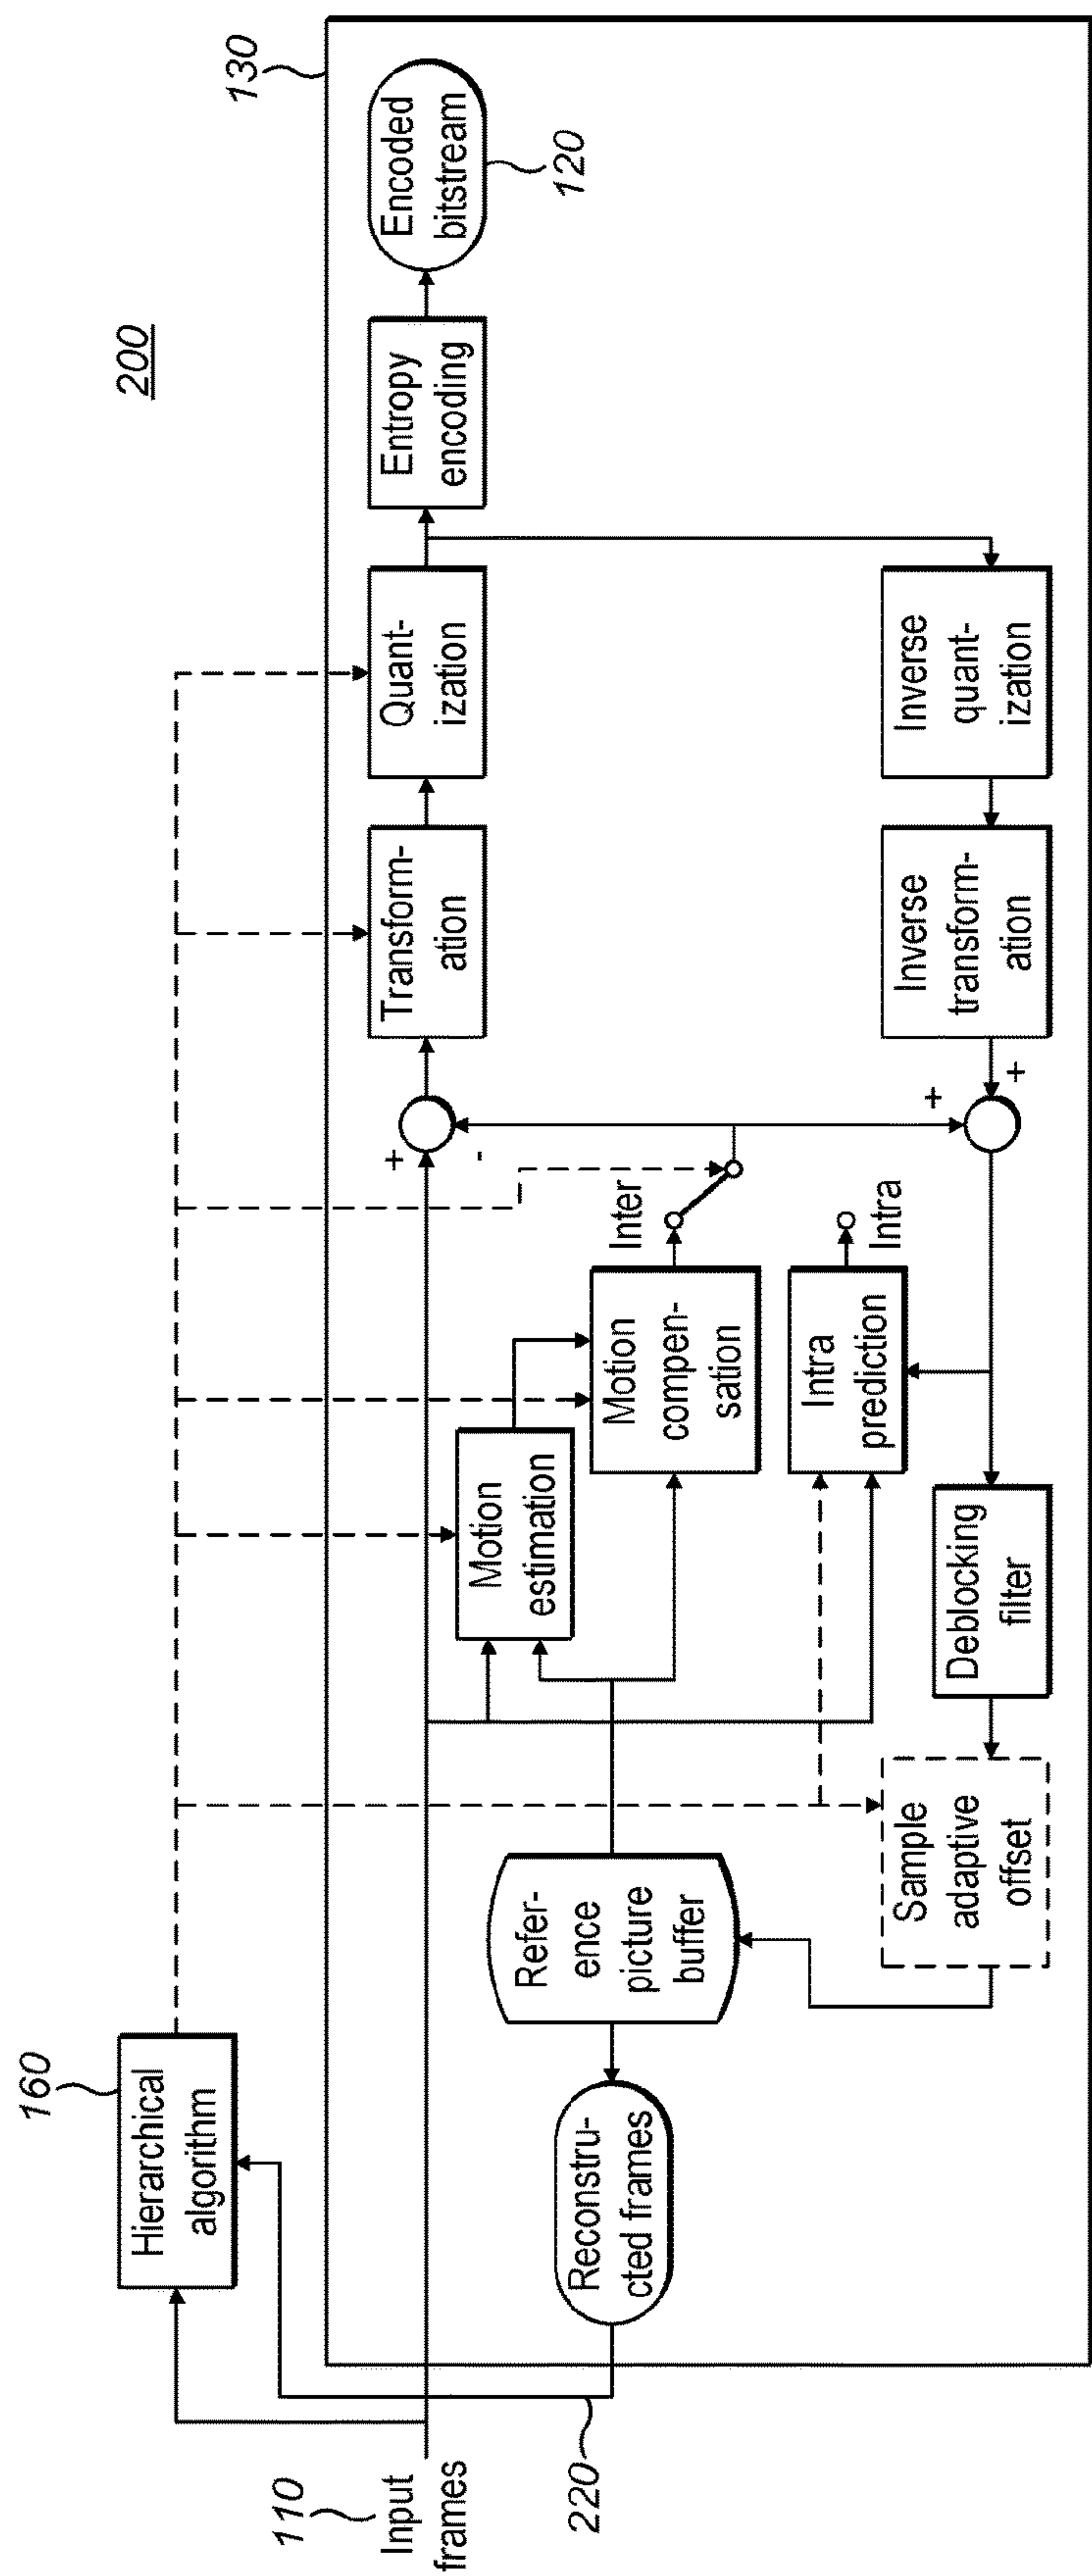 200
160
Hierarchical
algorithm
130
110
Input
frames
220
Reconstru-
cted frames
Refer-
ence
picture
buffer
Motion
estimation
Motion
compen-
sation
Inter
Intra
prediction
Intra
Sample
adaptive
offset
Deblocking
filter
+
-
+
+
Transform-
ation
Quant-
ization
Entropy
encoding
Encoded
bitstream
120
Inverse
transform-
ation
Inverse
quant-
ization